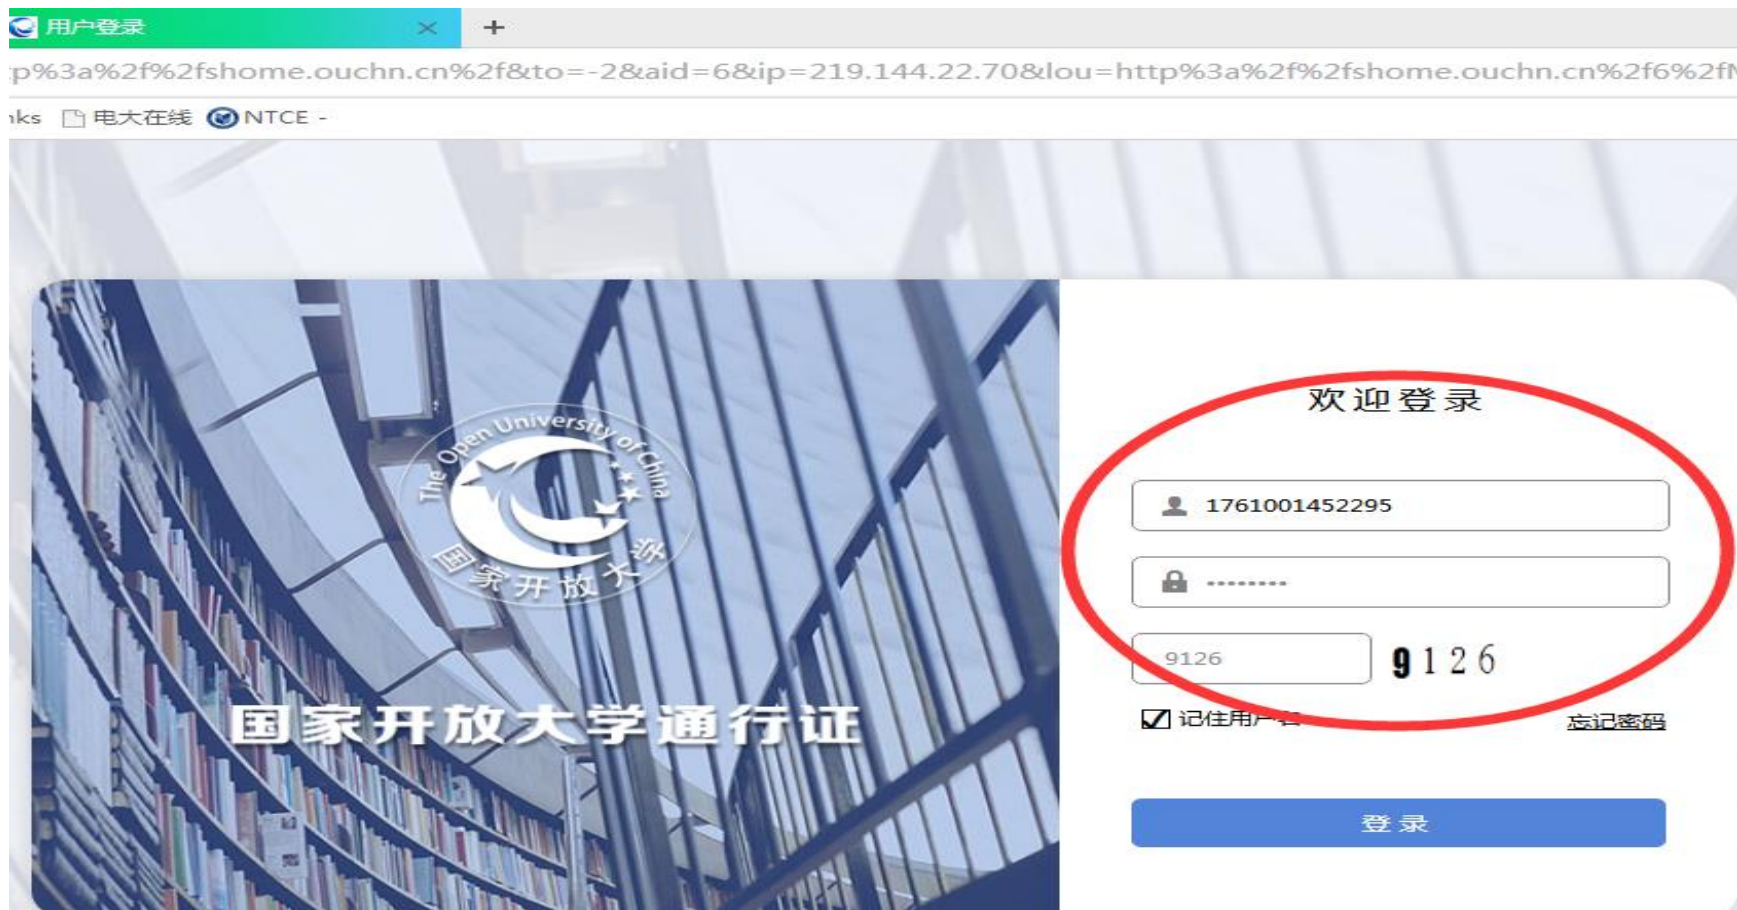 用户登录
p%3a%2f%2fshome.ouchn.cn%2f&to=-2&aid=6&ip=219.144.22.70&lou=http%3a%2f%2fshome.ouchn.cn%2f6%2f
nks 电大在线 NTCE -
The Open University of China
国家开放大学
国家开放大学通行证
欢迎登录
1761001452295
9126 9126
记住用户名 忘记密码
登录